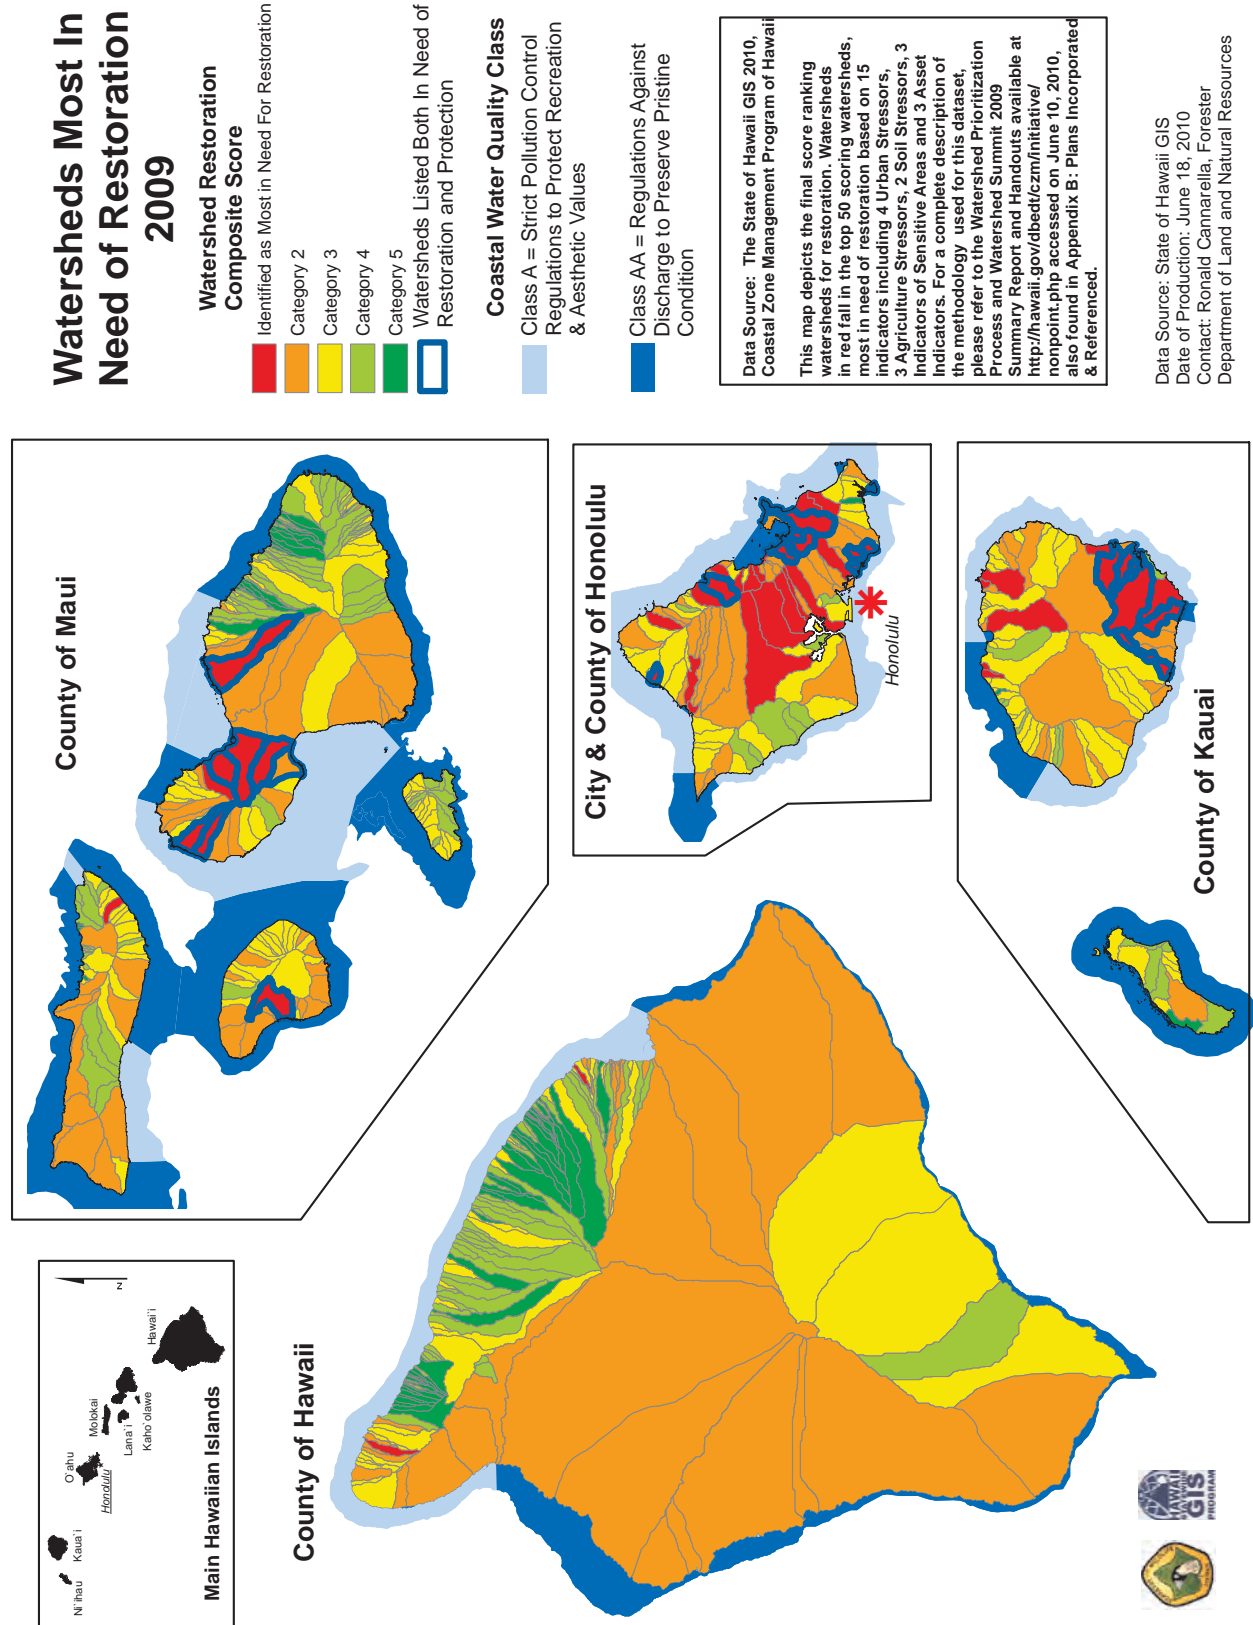 Watersheds Most In
Need of Restoration
2009
Watershed Restoration
Composite Score
Identified as Most in Need For Restoration
Category 2
Category 3
Category 4
Category 5
Watersheds Listed Both In Need of
Restoration and Protection
Coastal Water Quality Class
Class A = Strict Pollution Control
Regulations to Protect Recreation
& Aesthetic Values
Class AA = Regulations Against
Discharge to Preserve Pristine
Condition
Data Source: The State of Hawaii GIS 2010,
Coastal Zone Management Program of Hawaii
This map depicts the final score ranking
watersheds for restoration. Watersheds
in red fall in the top 50 scoring watersheds,
most in need of restoration based on 15
indicators including 4 Urban Stressors,
3 Agriculture Stressors, 2 Soil Stressors, 3
Indicators of Sensitive Areas and 3 Asset
Indicators. For a complete description of
the methodology used for this dataset,
please refer to the Watershed Prioritization
Process and Watershed Summit 2009
Summary Report and Handouts available at
http://hawaii.gov/dbedt/czm/initiative/
nonpoint.php accessed on June 10, 2010,
also found in Appendix B: Plans Incorporated
& Referenced.
Data Source: State of Hawaii GIS
Date of Production: June 18, 2010
Contact: Ronald Cannarella, Forester
Department of Land and Natural Resources
County of Maui
City & County of Honolulu
Honolulu
County of Kauai
County of Hawaii
Ni`ihau
Kaua`i
O`ahu
Honolulu
Molokai
Lana`i
Kaho`olawe
Hawai`i
N
Main Hawaiian Islands
HAWAII
STATEWIDE
GIS
PROGRAM